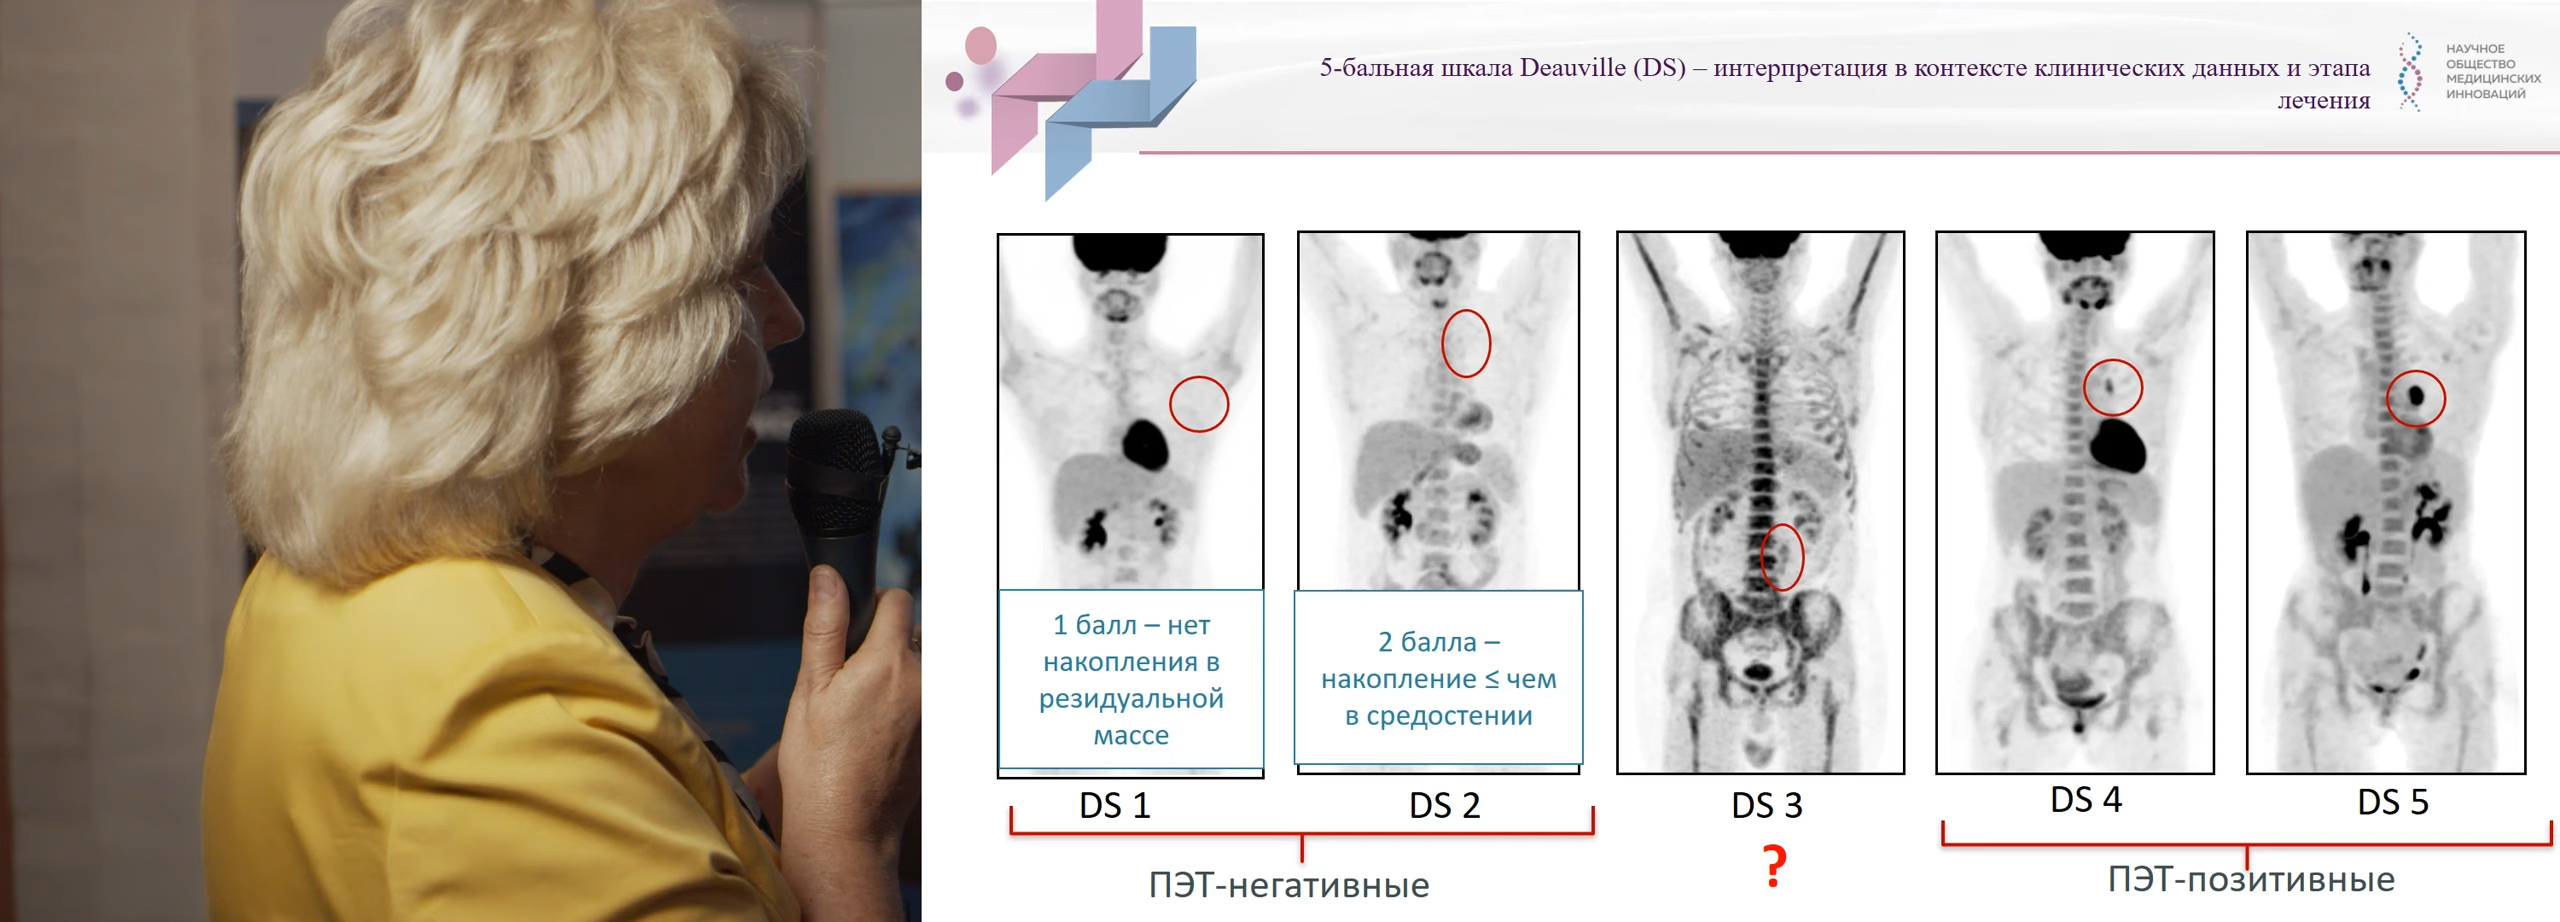 5-бальная шкала Deauville (DS) – интерпретация в контексте клинических данных и этапа
лечения
НАУЧНОЕ
ОБЩЕСТВО
МЕДИЦИНСКИХ
ИННОВАЦИЙ
1 балл – нет
накопления в
резидуальной
массе
2 балла –
накопление ≤ чем
в средостении
DS 1
DS 2
DS 3
DS 4
DS 5
?
ПЭТ-негативные
ПЭТ-позитивные